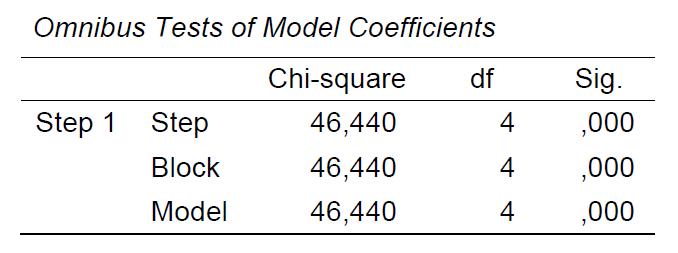 Omnibus Tests of Model Coefficients
Chi-square df Sig.
Step 1 Step 46,440 4 ,000
Block 46,440 4 ,000
Model 46,440 4 ,000